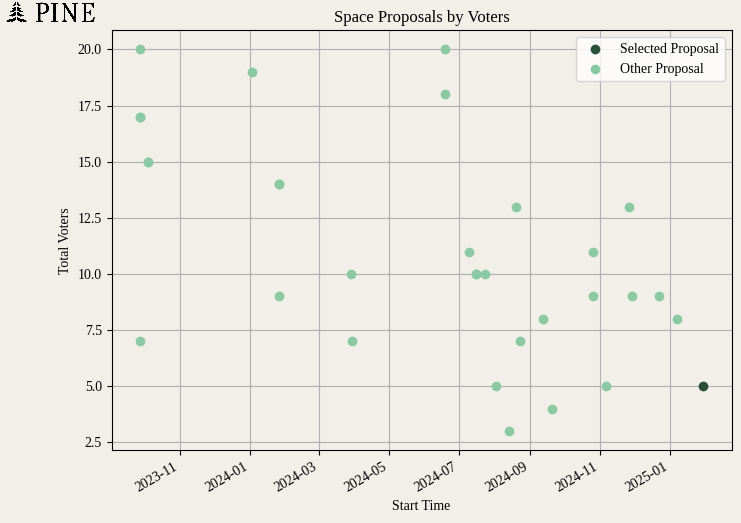 PINE
Space Proposals by Voters
Selected Proposal
Other Proposal
Total Voters
20.0
17.5
15.0
12.5
10.0
7.5
5.0
2.5
2023-11
2024-01
2024-03
2024-05
2024-07
2024-09
2024-11
2025-01
Start Time